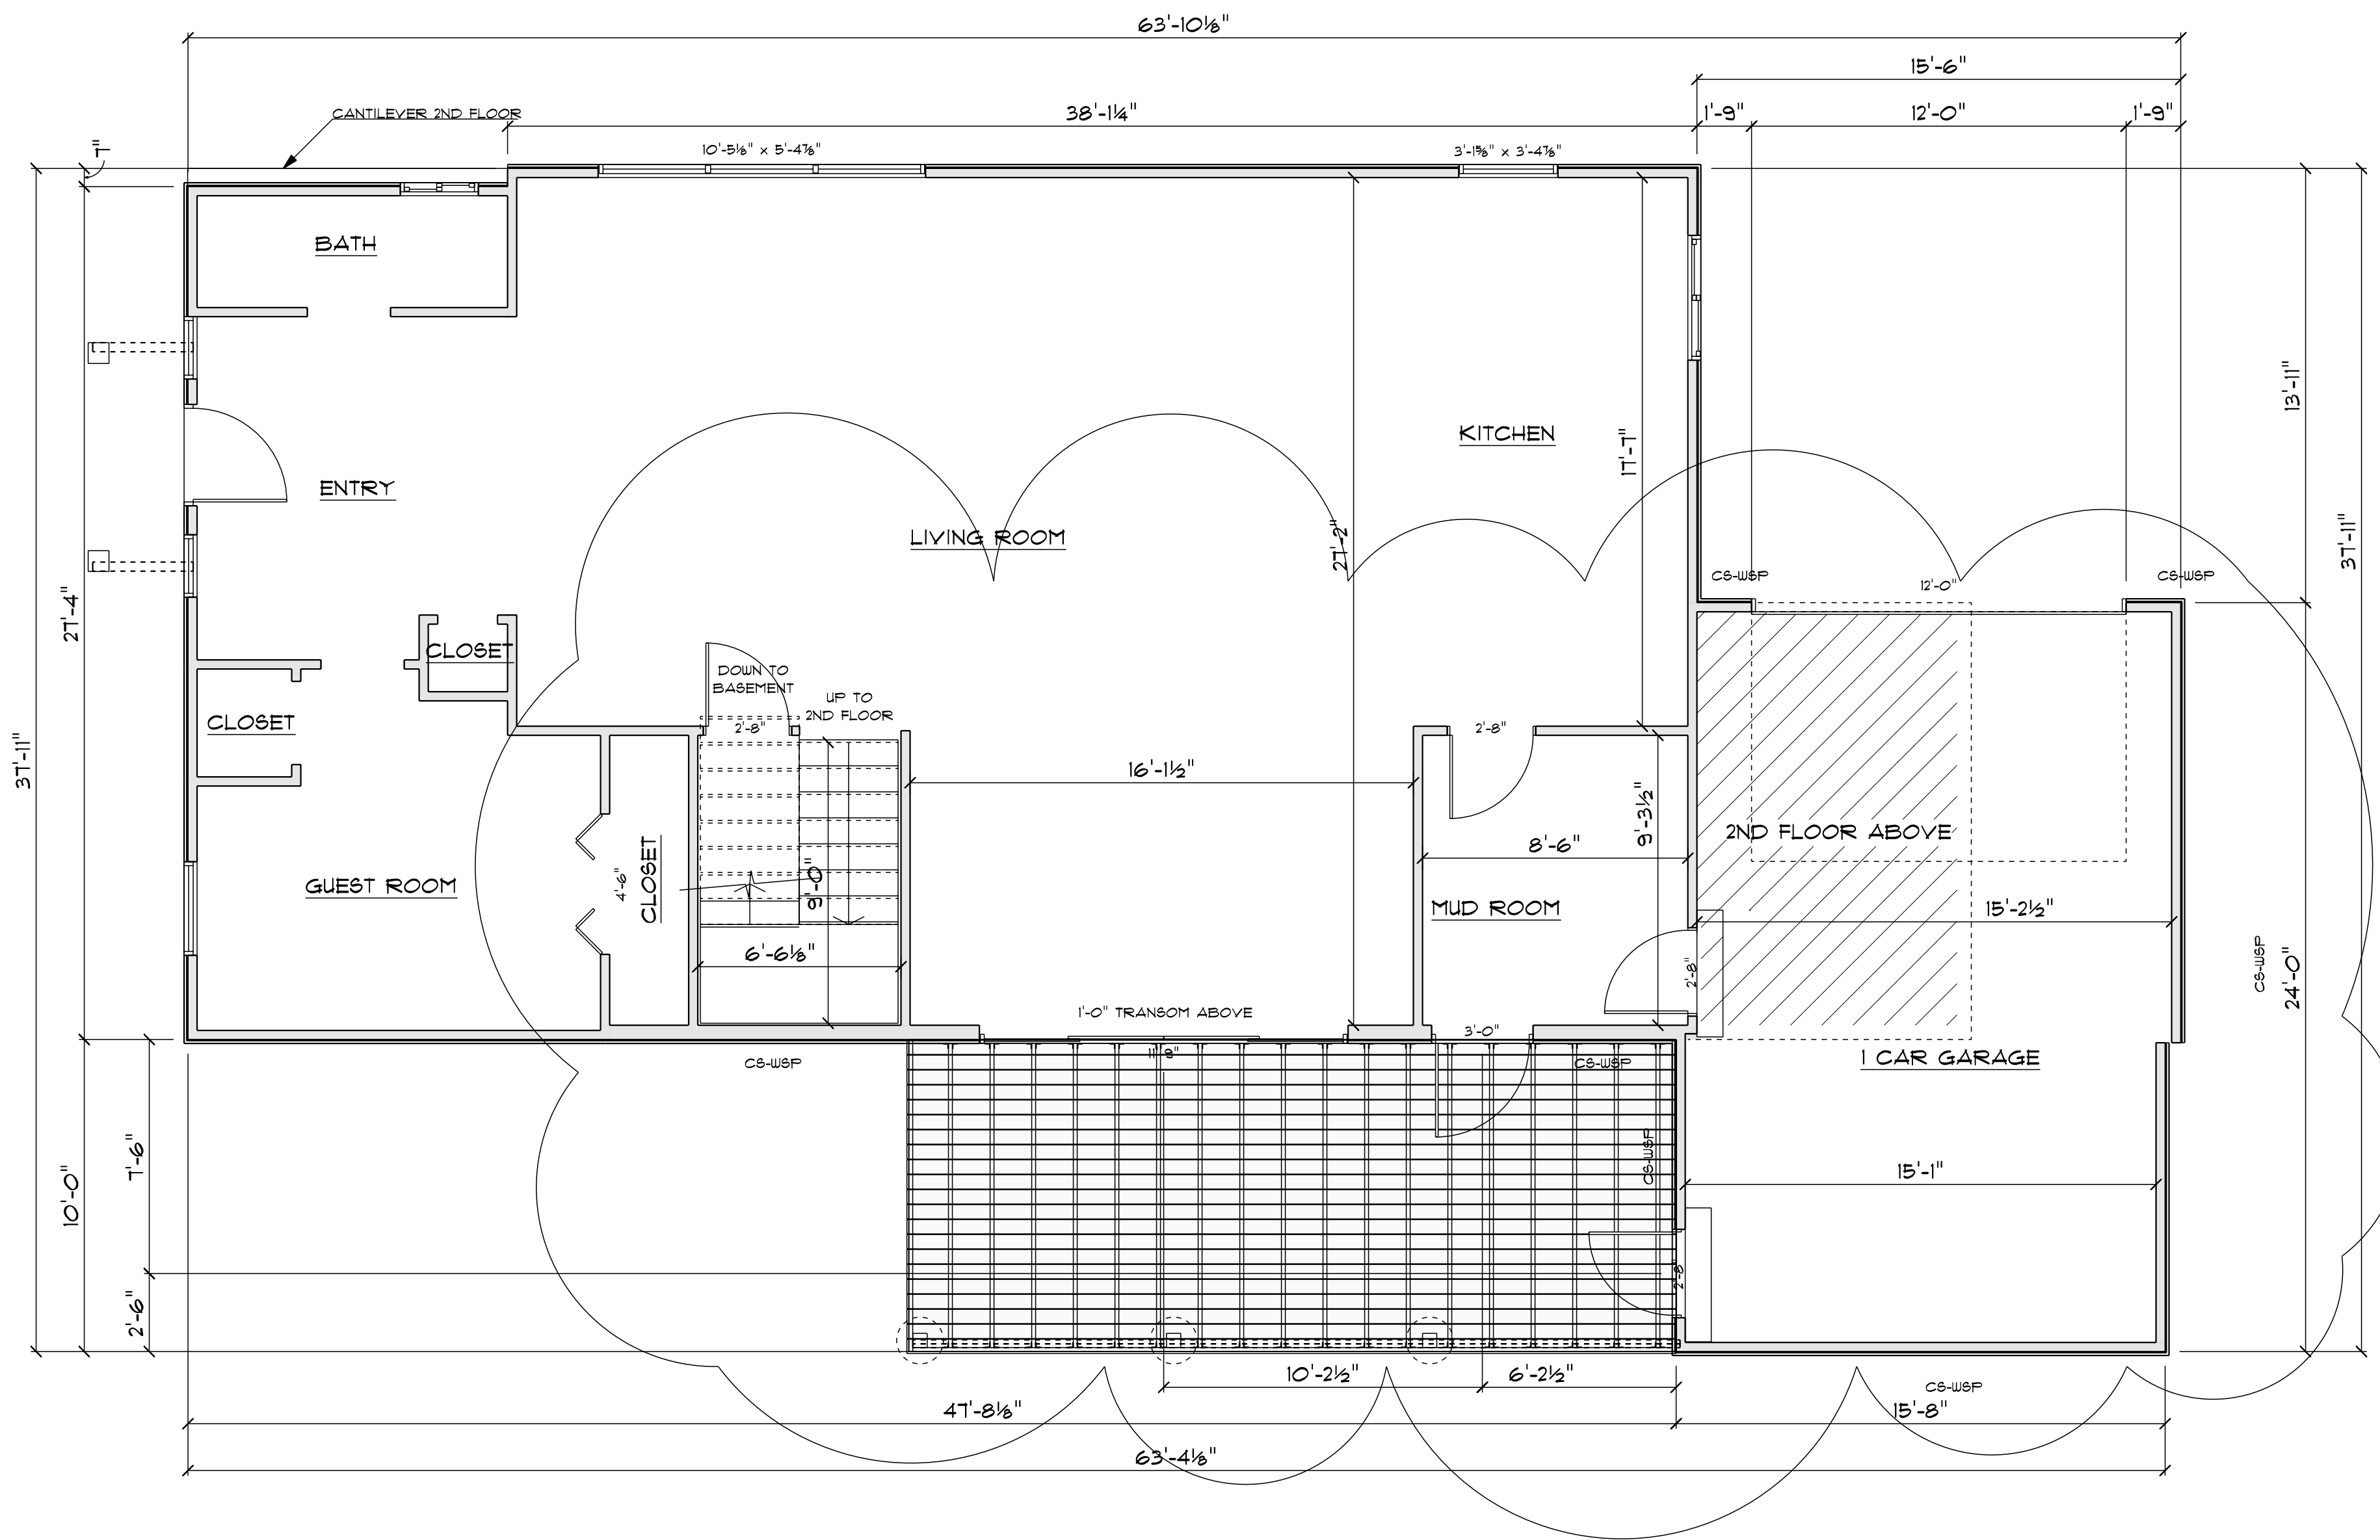 63'-10⅛"
15'-6"
CANTILEVER 2ND FLOOR
38'-1¼"
1'-9"
12'-0"
1'-9"
7"
10'-5⅛" x 5'-4⅞"
3'-1⅝" x 3'-4⅞"
BATH
13'-11"
KITCHEN
17'-7"
ENTRY
LIVING ROOM
27'-2"
37'-11"
CS-WSP
12'-0"
CS-WSP
27'-4"
CLOSET
DOWN TO
BASEMENT
UP TO
2ND FLOOR
CLOSET
2'-8"
2'-8"
37'-11"
16'-1½"
9'-3½"
2ND FLOOR ABOVE
8'-6"
GUEST ROOM
4'-6"
CLOSET
9'-0"
MUD ROOM
15'-2½"
6'-6⅛"
2'-8"
CS-WSP
24'-0"
1'-0" TRANSOM ABOVE
3'-0"
11'-9"
CS-WSP
CS-WSP
1 CAR GARAGE
7'-6"
CS-WSP
15'-1"
10'-0"
2'-8"
2'-6"
10'-2½"
6'-2½"
CS-WSP
47'-8⅛"
15'-8"
63'-4⅛"